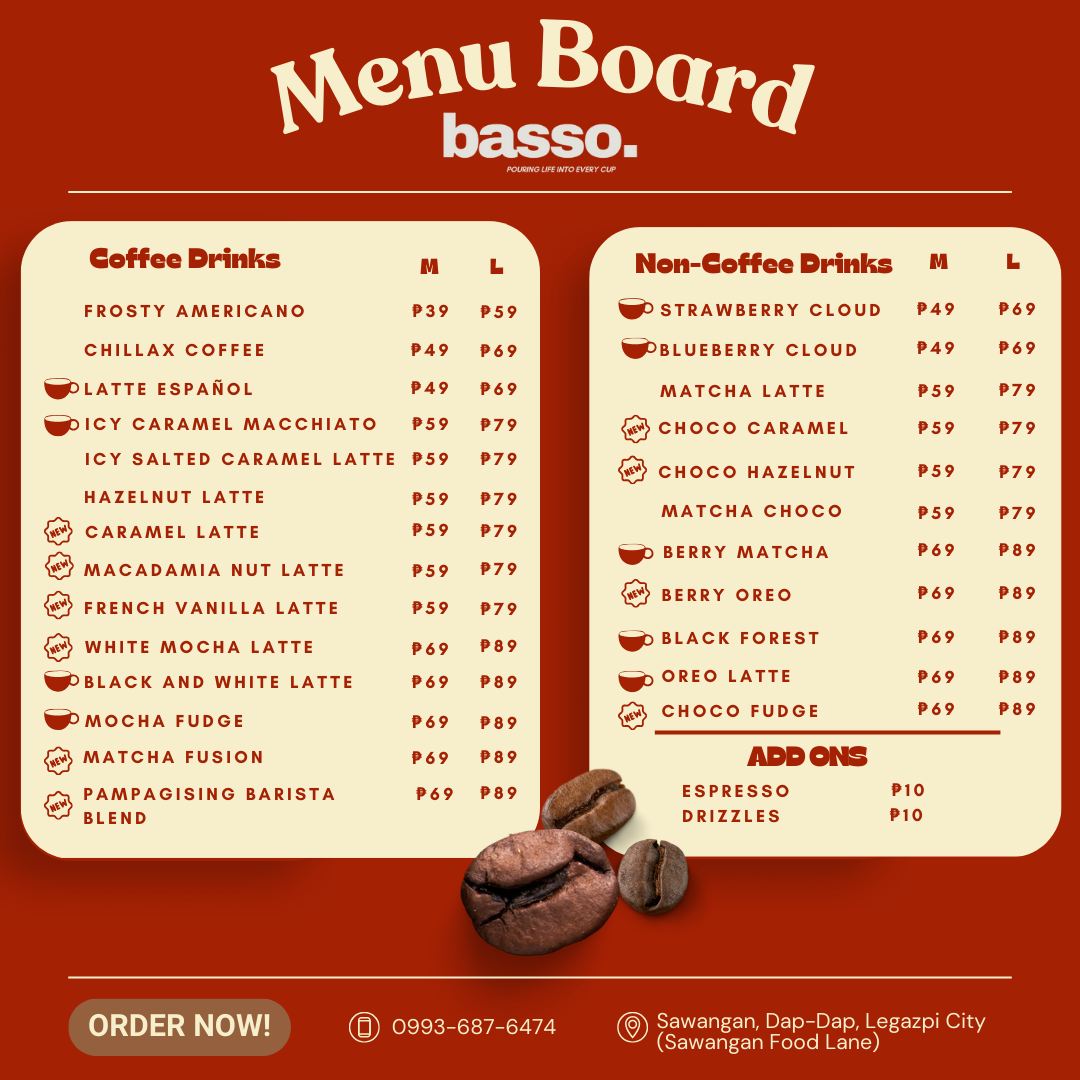 Menu Board
basso.
POURING LIFE INTO EVERY CUP
Coffee Drinks M L
FROSTY AMERICANO ₱39 ₱59
CHILLAX COFFEE ₱49 ₱69
LATTE ESPAÑOL ₱49 ₱69
ICY CARAMEL MACCHIATO ₱59 ₱79
ICY SALTED CARAMEL LATTE ₱59 ₱79
HAZELNUT LATTE ₱59 ₱79
NEW CARAMEL LATTE ₱59 ₱79
NEW MACADAMIA NUT LATTE ₱59 ₱79
NEW FRENCH VANILLA LATTE ₱59 ₱79
NEW WHITE MOCHA LATTE ₱69 ₱89
BLACK AND WHITE LATTE ₱69 ₱89
MOCHA FUDGE ₱69 ₱89
NEW MATCHA FUSION ₱69 ₱89
NEW PAMPAGISING BARISTA ₱69 ₱89
BLEND
Non-Coffee Drinks M L
STRAWBERRY CLOUD ₱49 ₱69
BLUEBERRY CLOUD ₱49 ₱69
MATCHA LATTE ₱59 ₱79
NEW CHOCO CARAMEL ₱59 ₱79
NEW CHOCO HAZELNUT ₱59 ₱79
MATCHA CHOCO ₱59 ₱79
BERRY MATCHA ₱69 ₱89
NEW BERRY OREO ₱69 ₱89
BLACK FOREST ₱69 ₱89
OREO LATTE ₱69 ₱89
NEW CHOCO FUDGE ₱69 ₱89
ADD ONS
ESPRESSO ₱10
DRIZZLES ₱10
ORDER NOW!
0993-687-6474
Sawangan, Dap-Dap, Legazpi City
(Sawangan Food Lane)